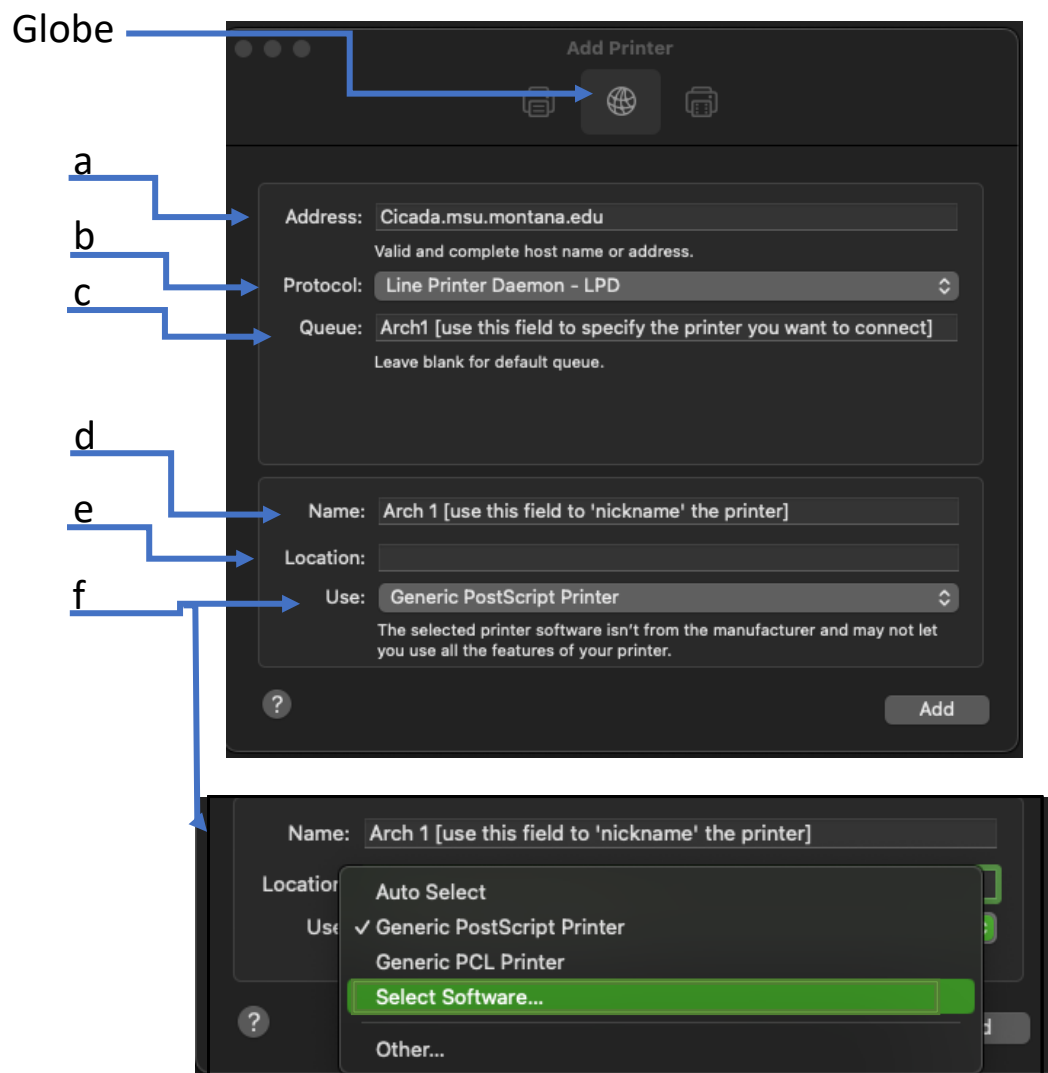 Globe
Add Printer
a
Address: Cicada.msu.montana.edu
Valid and complete host name or address.
b
Protocol: Line Printer Daemon – LPD
c
Queue: Arch1 [use this field to specify the printer you want to connect]
Leave blank for default queue.
d
Name: Arch 1 [use this field to 'nickname' the printer]
e
Location:
f
Use: Generic PostScript Printer
The selected printer software isn't from the manufacturer and may not let
you use all the features of your printer.
?
Add
Name: Arch 1 [use this field to 'nickname' the printer]
Location
Auto Select
Use ✓ Generic PostScript Printer
Generic PCL Printer
Select Software...
?
d
Other...